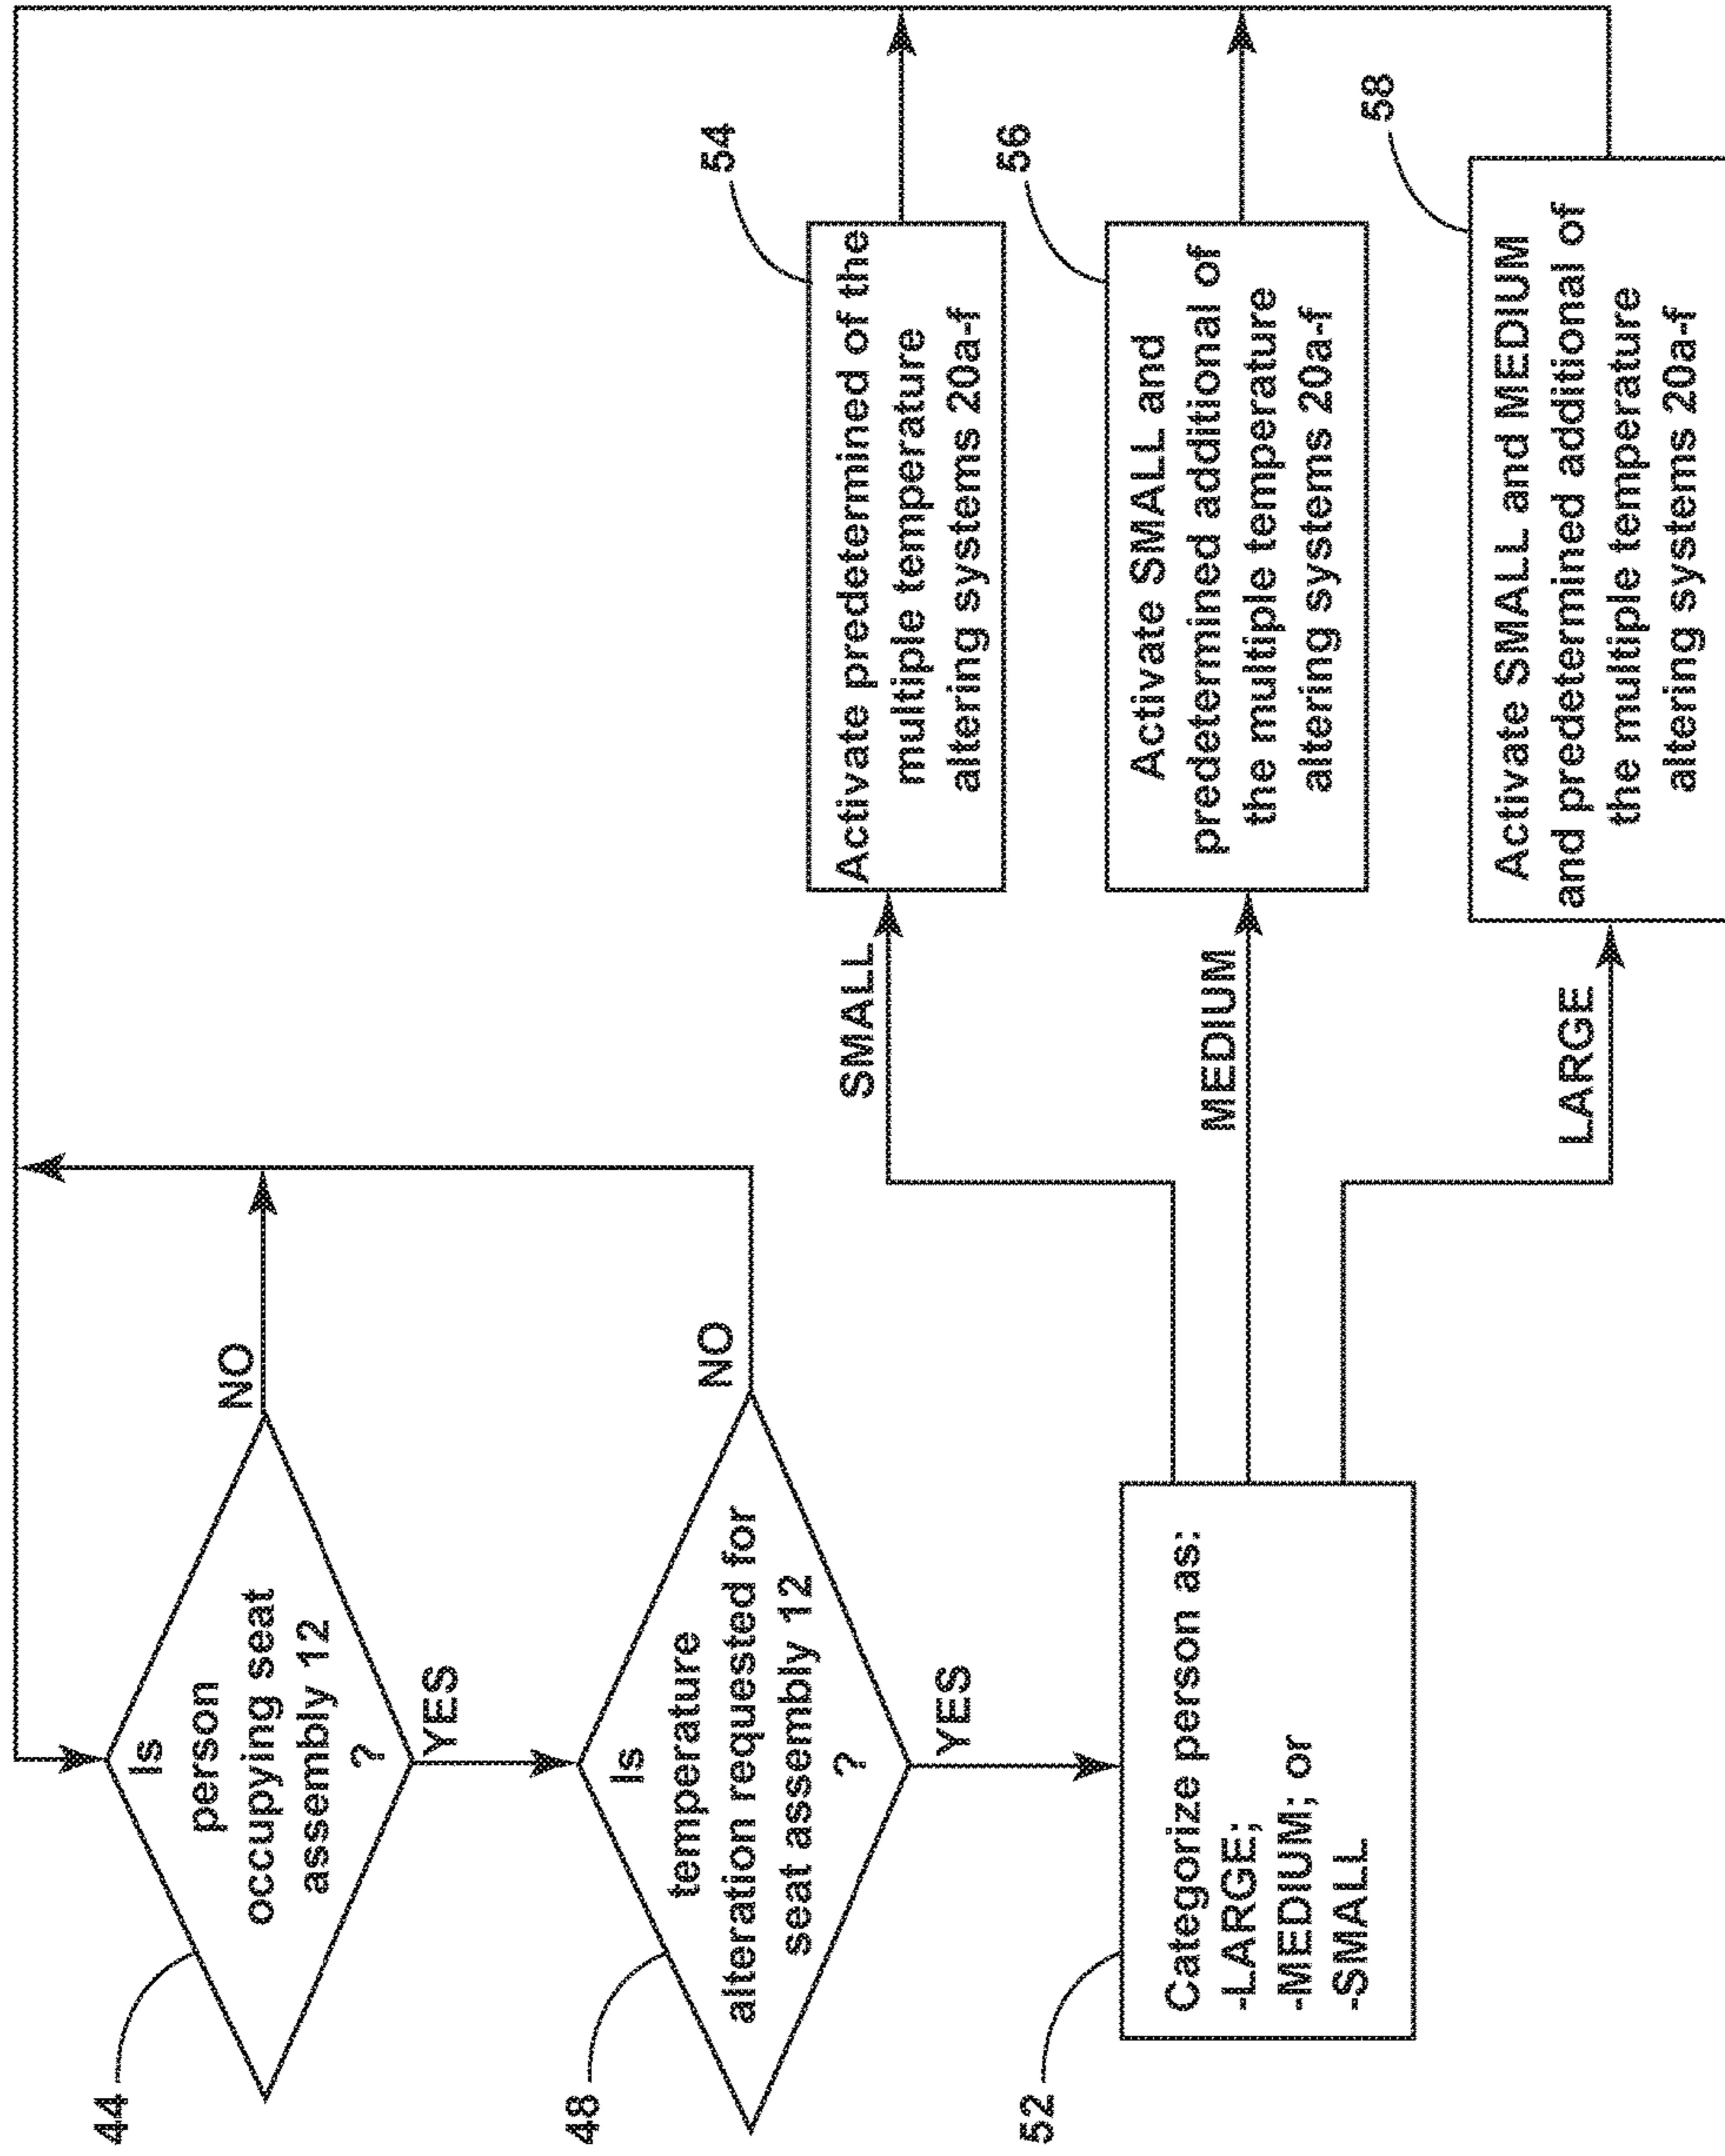 44
Is
person
occupying seat
assembly 12
?
NO
YES
48
Is
temperature
alteration requested for
seat assembly 12
?
NO
YES
52
Categorize person as:
-LARGE;
-MEDIUM; or
-SMALL
SMALL
54
Activate predetermined of the
multiple temperature
altering systems 20a-f
MEDIUM
56
Activate SMALL and
predetermined additional of
the multiple temperature
altering systems 20a-f
LARGE
58
Activate SMALL and MEDIUM
and predetermined additional of
the multiple temperature
altering systems 20a-f